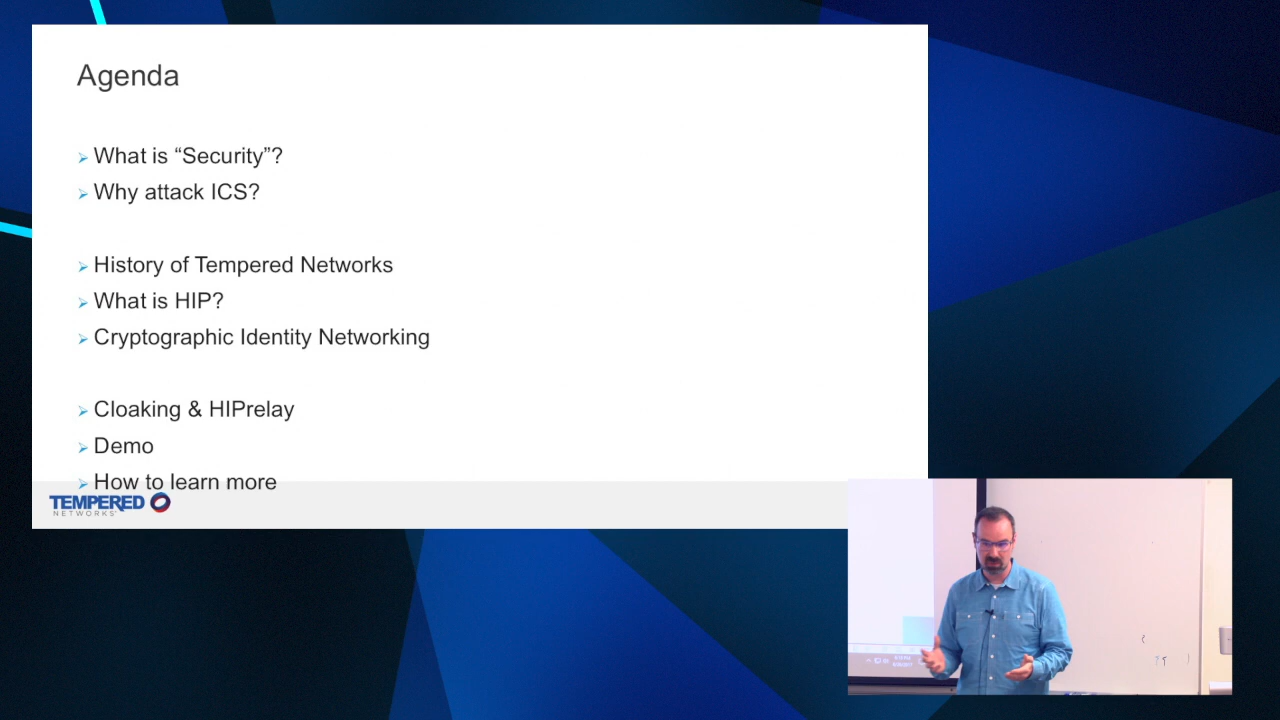 Agenda
What is “Security”?
Why attack ICS?
History of Tempered Networks
What is HIP?
Cryptographic Identity Networking
Cloaking & HIPrelay
Demo
How to learn more
TEMPERED
NETWORKS